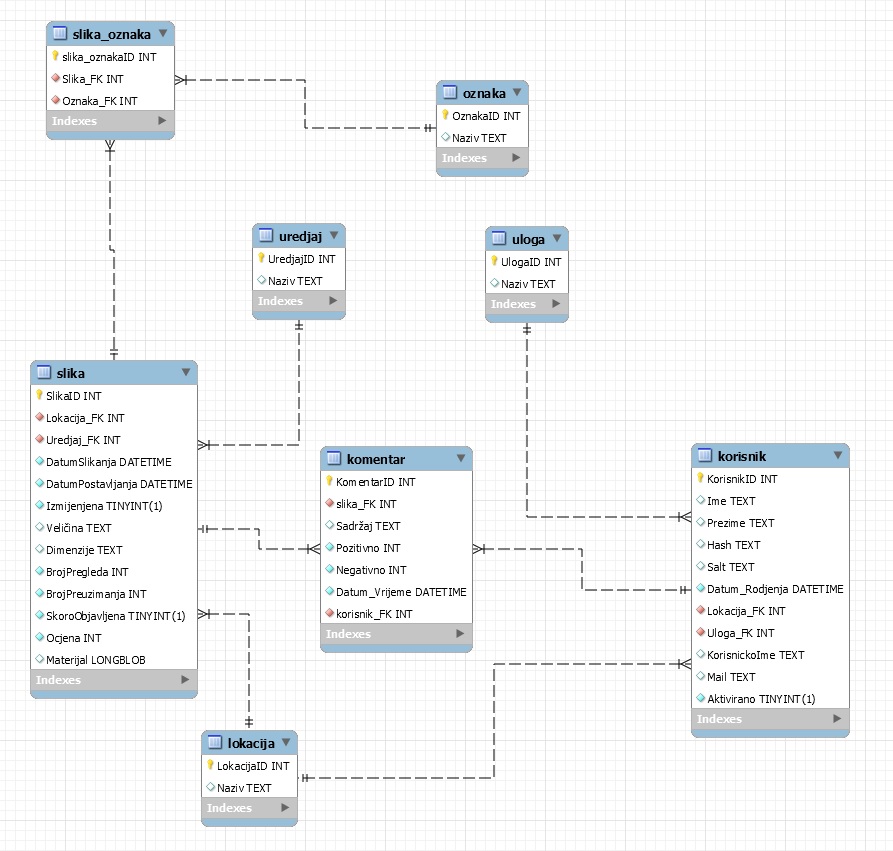 slika_oznaka
slika_oznakaID INT
Slika_FK INT
Oznaka_FK INT
Indexes
oznaka
OznakaID INT
Naziv TEXT
Indexes
uredjaj
UredjajID INT
Naziv TEXT
Indexes
uloga
UlogaID INT
Naziv TEXT
Indexes
slika
SlikaID INT
Lokacija_FK INT
Uredjaj_FK INT
DatumSlikanja DATETIME
DatumPostavljanja DATETIME
Izmijenjena TINYINT(1)
Veličina TEXT
Dimenzije TEXT
BrojPregleda INT
BrojPreuzimanja INT
SkoroObjavljena TINYINT(1)
Ocjena INT
Materijal LONGBLOB
Indexes
komentar
KomentarID INT
slika_FK INT
Sadržaj TEXT
Pozitivno INT
Negativno INT
Datum_Vrijeme DATETIME
korisnik_FK INT
Indexes
korisnik
KorisnikID INT
Ime TEXT
Prezime TEXT
Hash TEXT
Salt TEXT
Datum_Rodjenja DATETIME
Lokacija_FK INT
Uloga_FK INT
KorisnickoIme TEXT
Mail TEXT
Aktivirano TINYINT(1)
Indexes
lokacija
LokacijaID INT
Naziv TEXT
Indexes